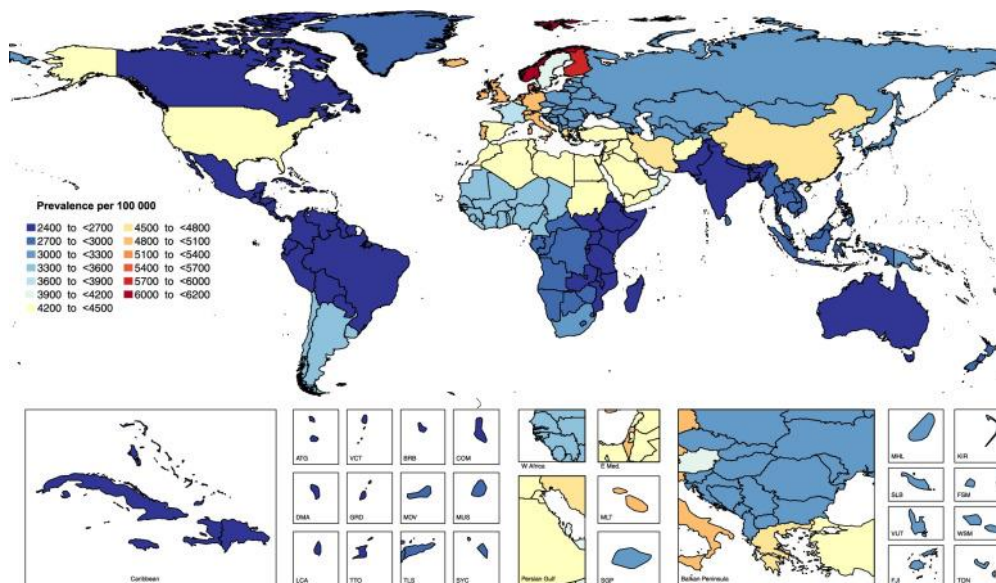 Prevalence per 100 000
2400 to <2700
2700 to <3000
3000 to <3300
3300 to <3600
3600 to <3900
3900 to <4200
4200 to <4500
4500 to <4800
4800 to <5100
5100 to <5400
5400 to <5700
5700 to <6000
6000 to <6200
Caribbean
ATG
VCT
BRB
COM
DMA
GRD
MDV
MUS
LCA
TTO
TLS
SYC
W Africa
E Med.
Persian Gulf
MLT
SGP
Balkan Peninsula
MHL
KIR
SLB
FSM
VUT
WSM
FJI
TON